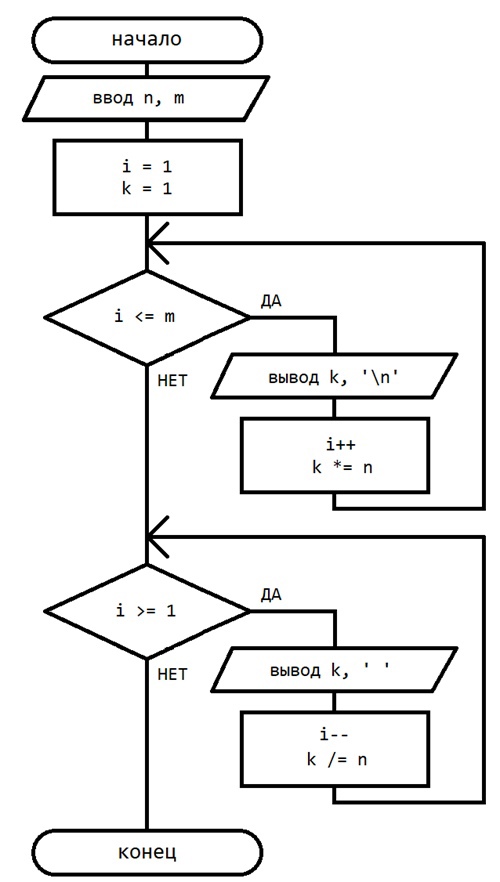 начало
ввод n, m
i = 1
k = 1
i <= m
ДА
НЕТ
вывод k, '\n'
i++
k *= n
i >= 1
ДА
НЕТ
вывод k, ' '
i--
k /= n
конец